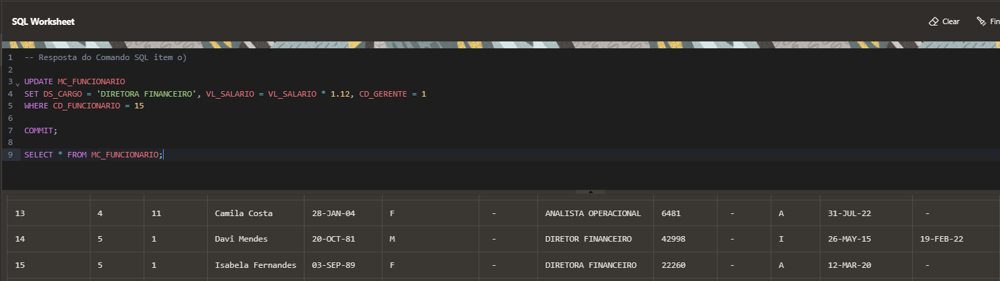 SQL Worksheet Clear Fin
1 -- Resposta do Comando SQL item o)
2
3 UPDATE MC_FUNCIONARIO
4 SET DS_CARGO = 'DIRETORA FINANCEIRO', VL_SALARIO = VL_SALARIO * 1.12, CD_GERENTE = 1
5 WHERE CD_FUNCIONARIO = 15
6
7 COMMIT;
8
9 SELECT * FROM MC_FUNCIONARIO;
13 4 11 Camila Costa 28-JAN-04 F - ANALISTA OPERACIONAL 6481 - A 31-JUL-22 -
14 5 1 Davi Mendes 20-OCT-81 M - DIRETOR FINANCEIRO 42998 - I 26-MAY-15 19-FEB-22
15 5 1 Isabela Fernandes 03-SEP-89 F - DIRETORA FINANCEIRO 22260 - A 12-MAR-20 -